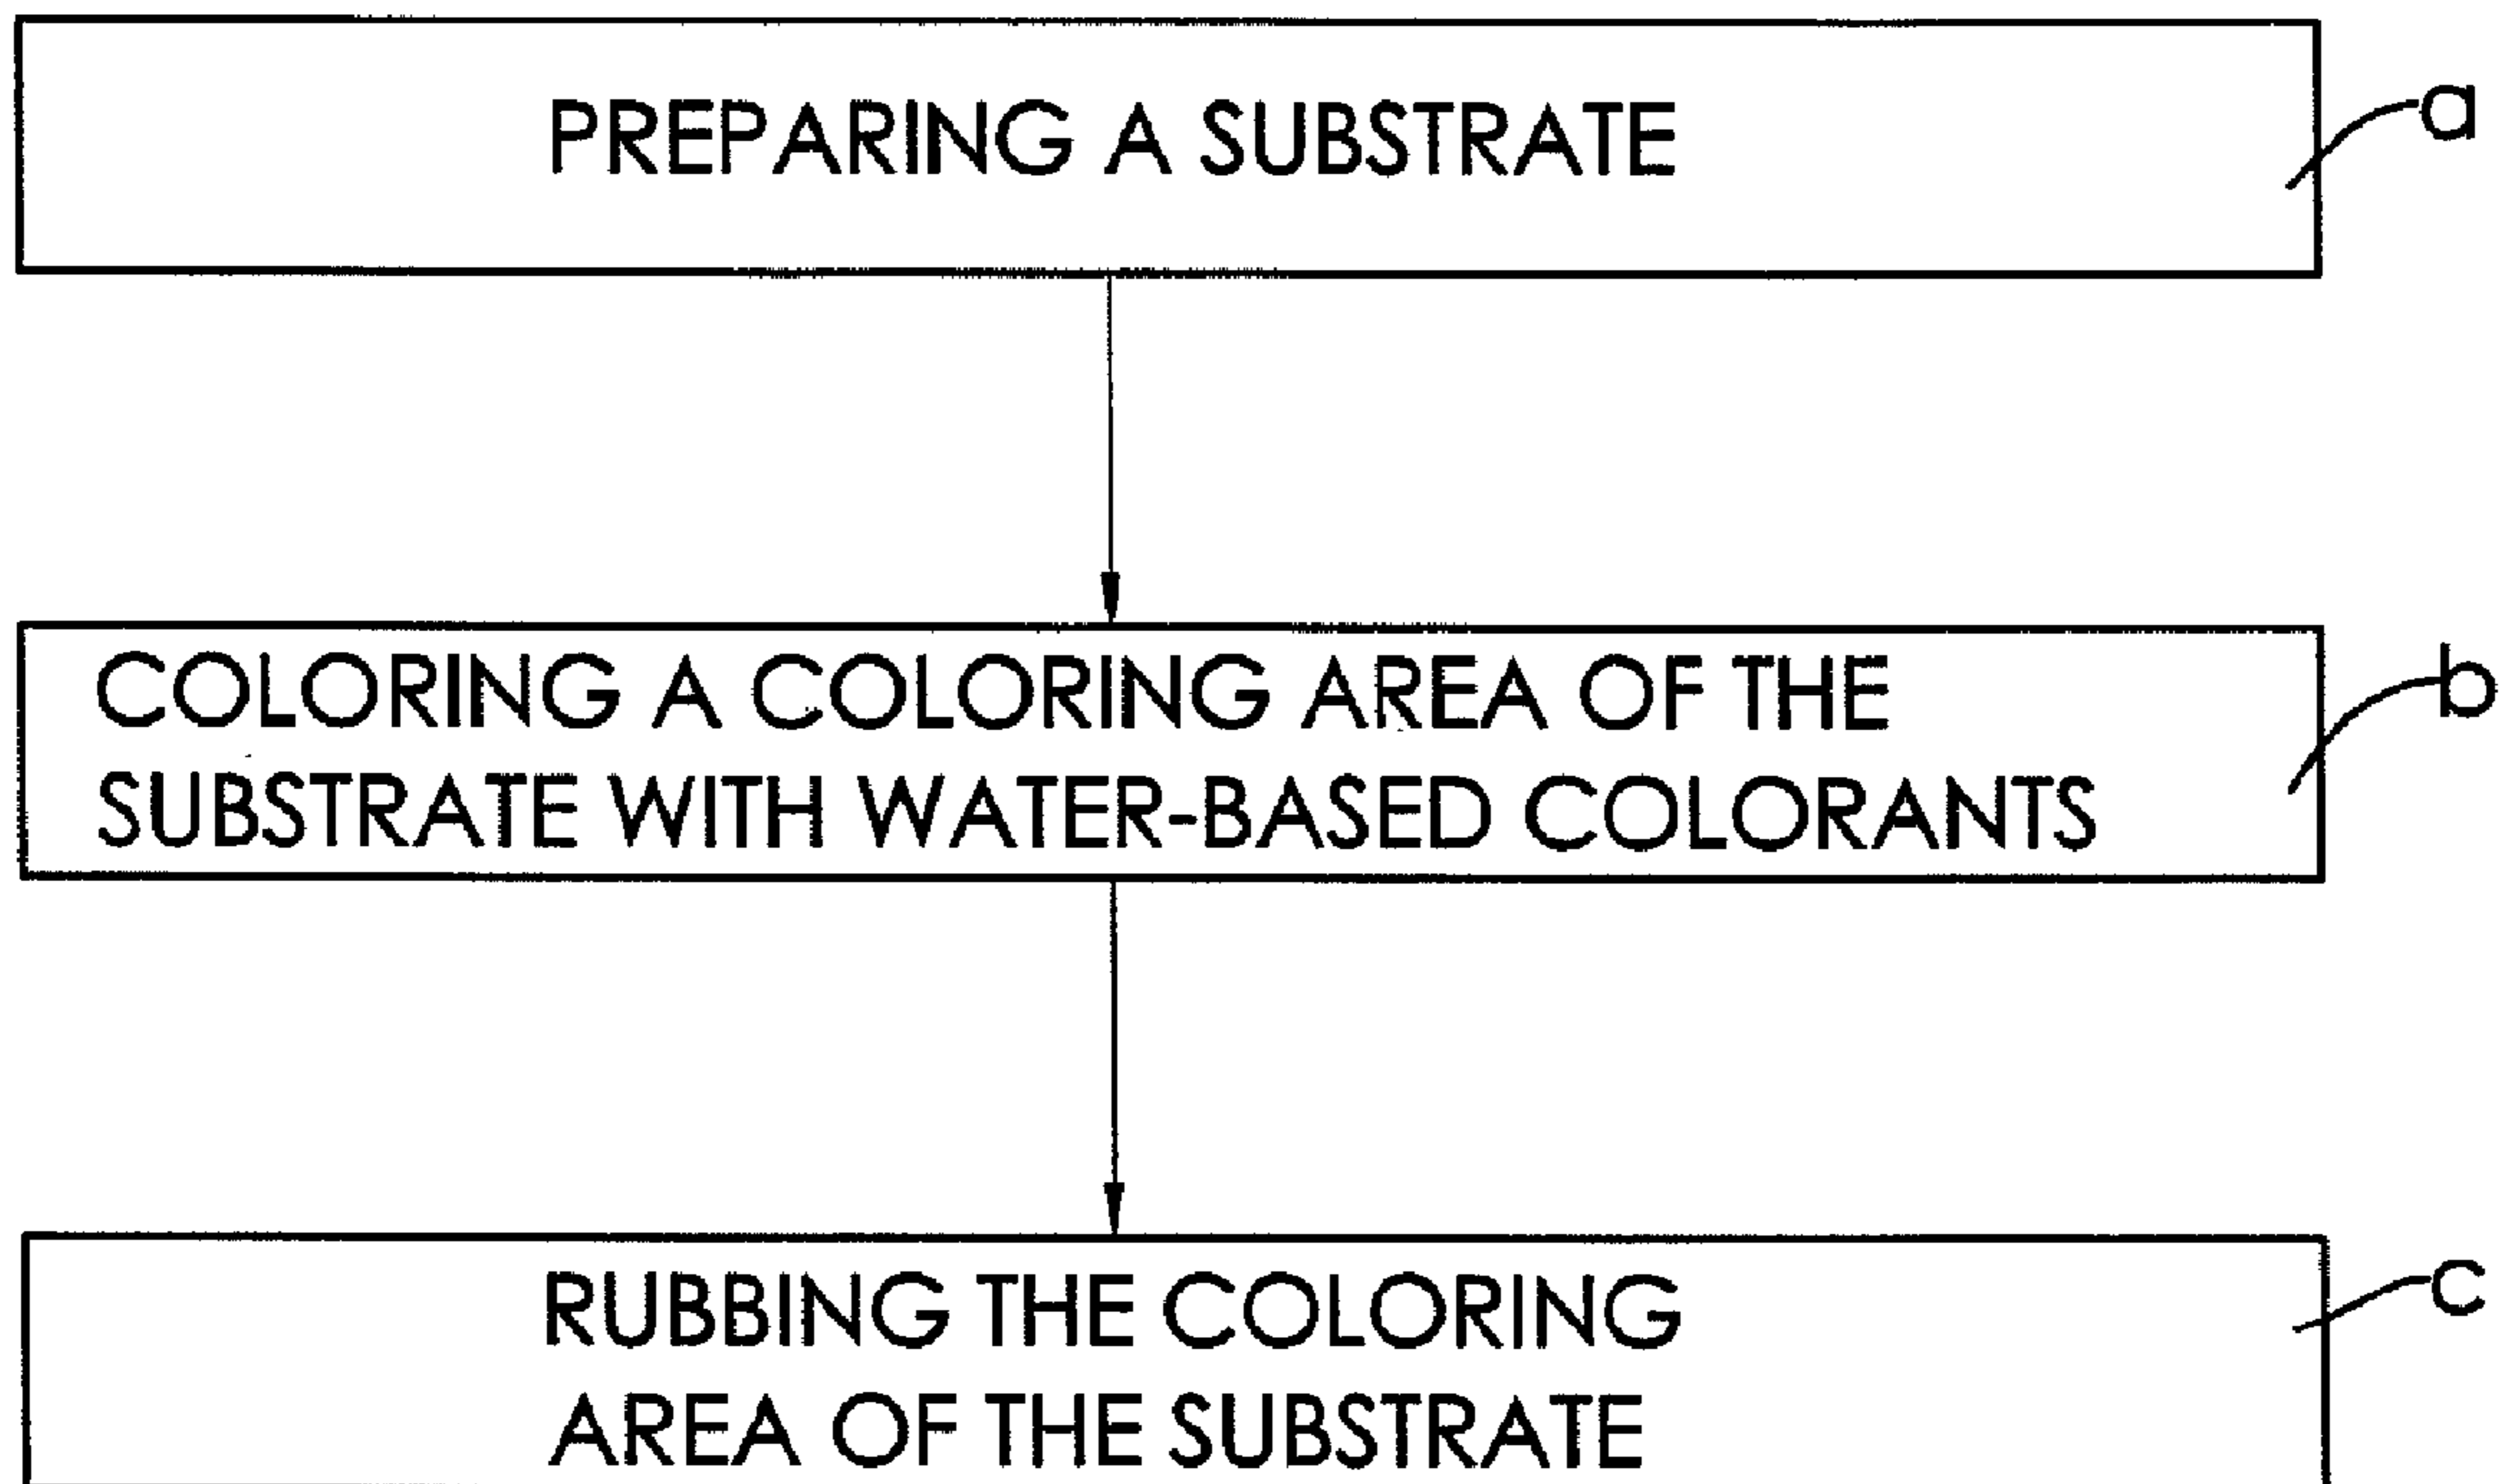 PREPARING A SUBSTRATE
a
COLORING A COLORING AREA OF THE
SUBSTRATE WITH WATER-BASED COLORANTS
b
RUBBING THE COLORING
AREA OF THE SUBSTRATE
c